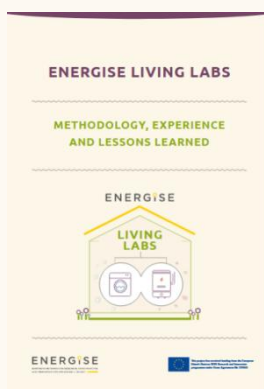 ENERGISE LIVING LABS
METHODOLOGY, EXPERIENCE
AND LESSONS LEARNED
ENERGISE
LIVING
LABS
ENERGISE